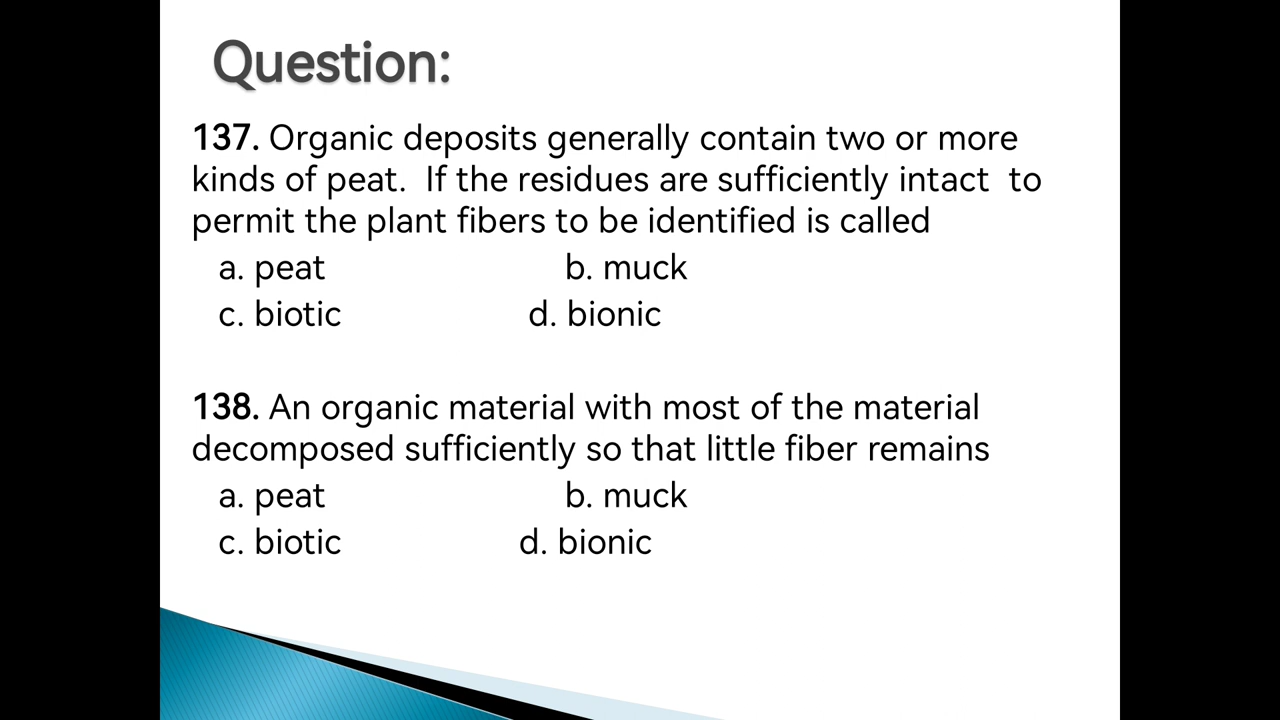 Question:
137. Organic deposits generally contain two or more
kinds of peat.  If the residues are sufficiently intact  to
permit the plant fibers to be identified is called
a. peat b. muck
c. biotic d. bionic
138. An organic material with most of the material
decomposed sufficiently so that little fiber remains
a. peat b. muck
c. biotic d. bionic